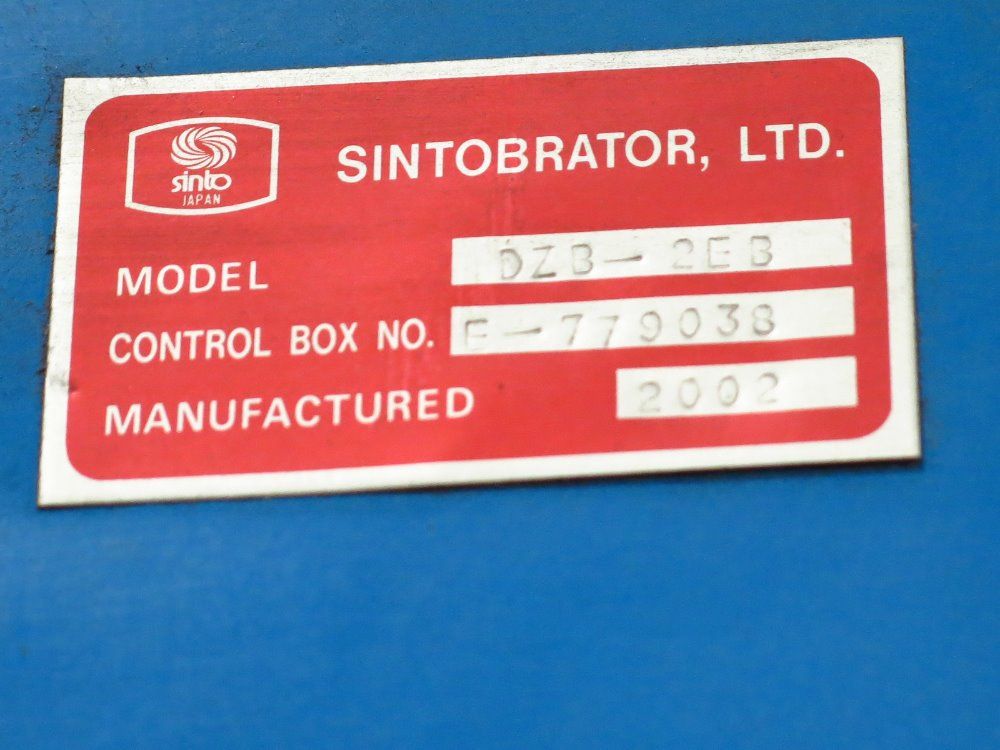 sinto
JAPAN
SINTOBRATOR, LTD.
MODEL DZB-2EB
CONTROL BOX NO. E-779038
MANUFACTURED 2002